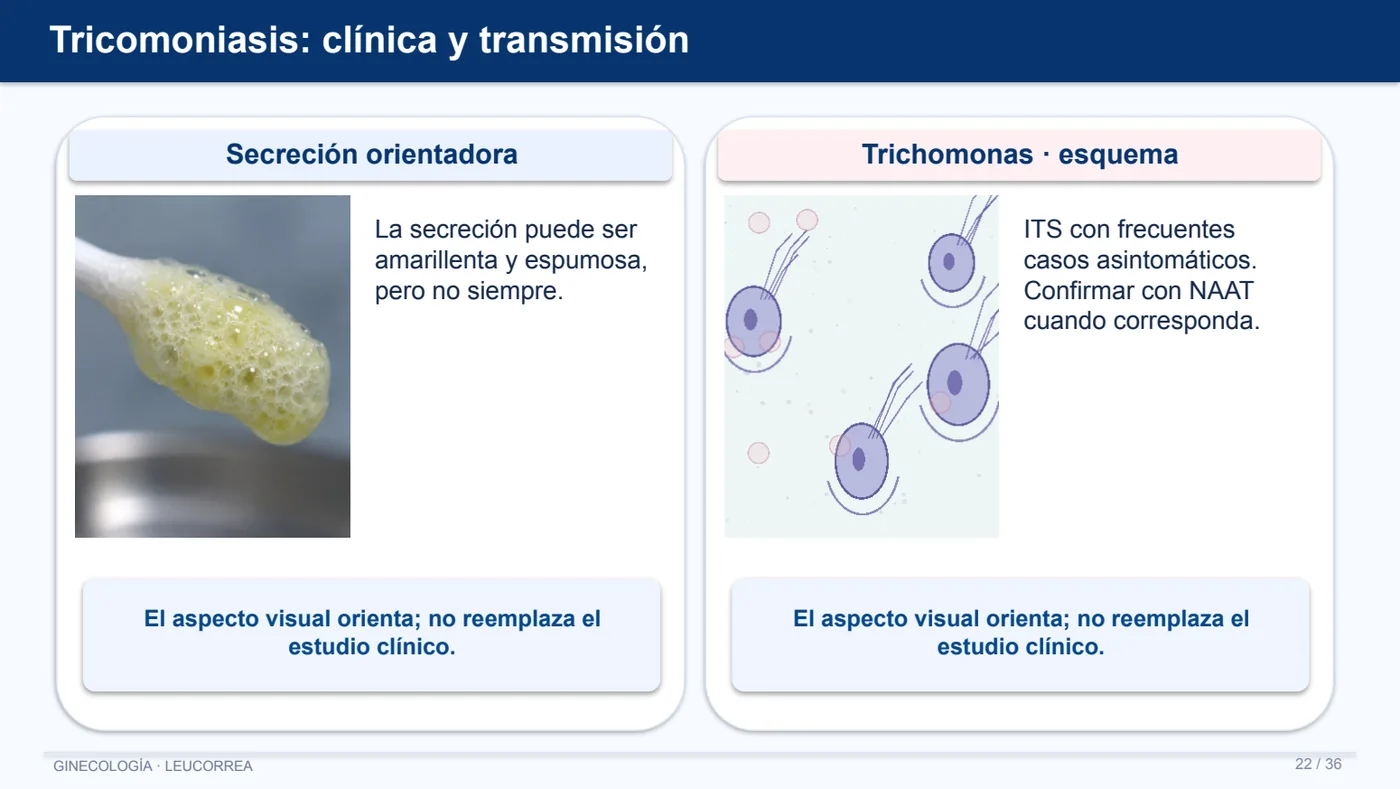 Tricomoniasis: clínica y transmisión
Secreción orientadora
La secreción puede ser
amarillenta y espumosa,
pero no siempre.
El aspecto visual orienta; no reemplaza el
estudio clínico.
Trichomonas · esquema
ITS con frecuentes
casos asintomáticos.
Confirmar con NAAT
cuando corresponda.
El aspecto visual orienta; no reemplaza el
estudio clínico.
GINECOLOGÍA · LEUCORREA
22 / 36